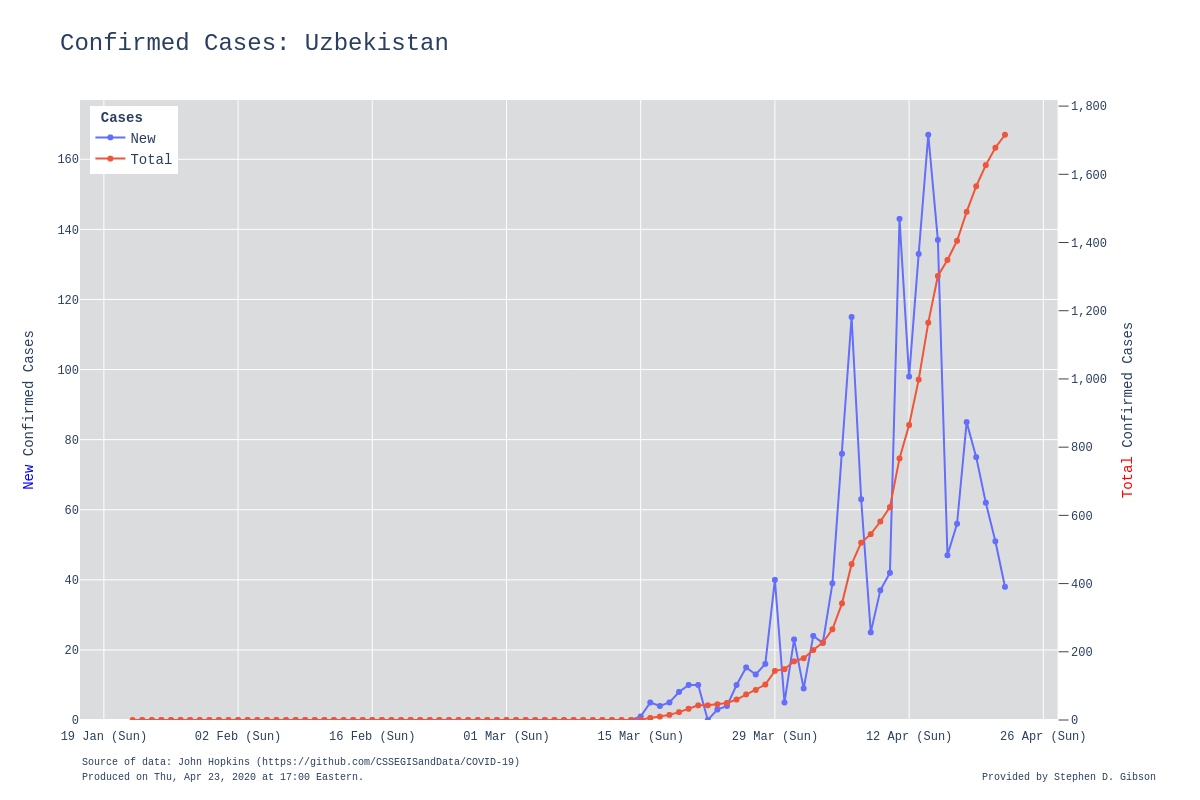 Confirmed Cases: Uzbekistan
Cases
New
Total
160
140
120
100
80
60
40
20
0
1,800
1,600
1,400
1,200
1,000
800
600
400
200
0
New Confirmed Cases
Total Confirmed Cases
19 Jan (Sun)
02 Feb (Sun)
16 Feb (Sun)
01 Mar (Sun)
15 Mar (Sun)
29 Mar (Sun)
12 Apr (Sun)
26 Apr (Sun)
Source of data: John Hopkins (https://github.com/CSSEGISandData/COVID-19)
Produced on Thu, Apr 23, 2020 at 17:00 Eastern.
Provided by Stephen D. Gibson